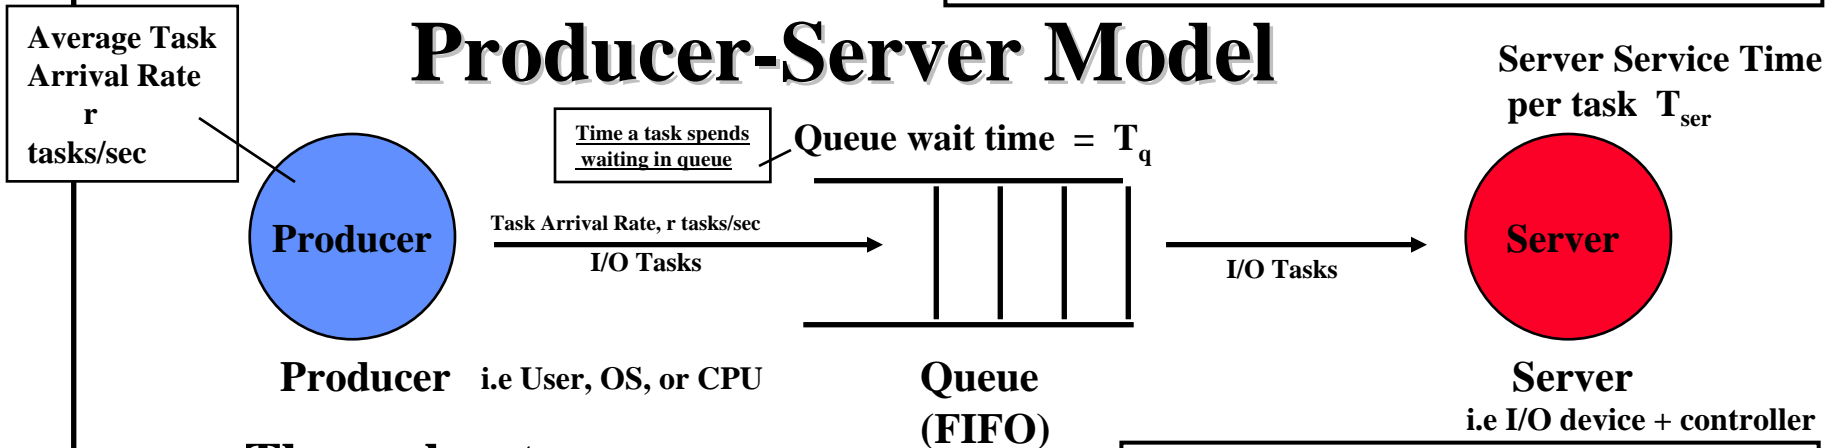 Producer-Server Model
Average Task
Arrival Rate
r
tasks/sec
Server Service Time
per task T_ser
Time a task spends
waiting in queue
Queue wait time = T_q
Producer
Task Arrival Rate, r tasks/sec
I/O Tasks
I/O Tasks
Server
Producer i.e User, OS, or CPU
Queue
(FIFO)
Server
i.e I/O device + controller